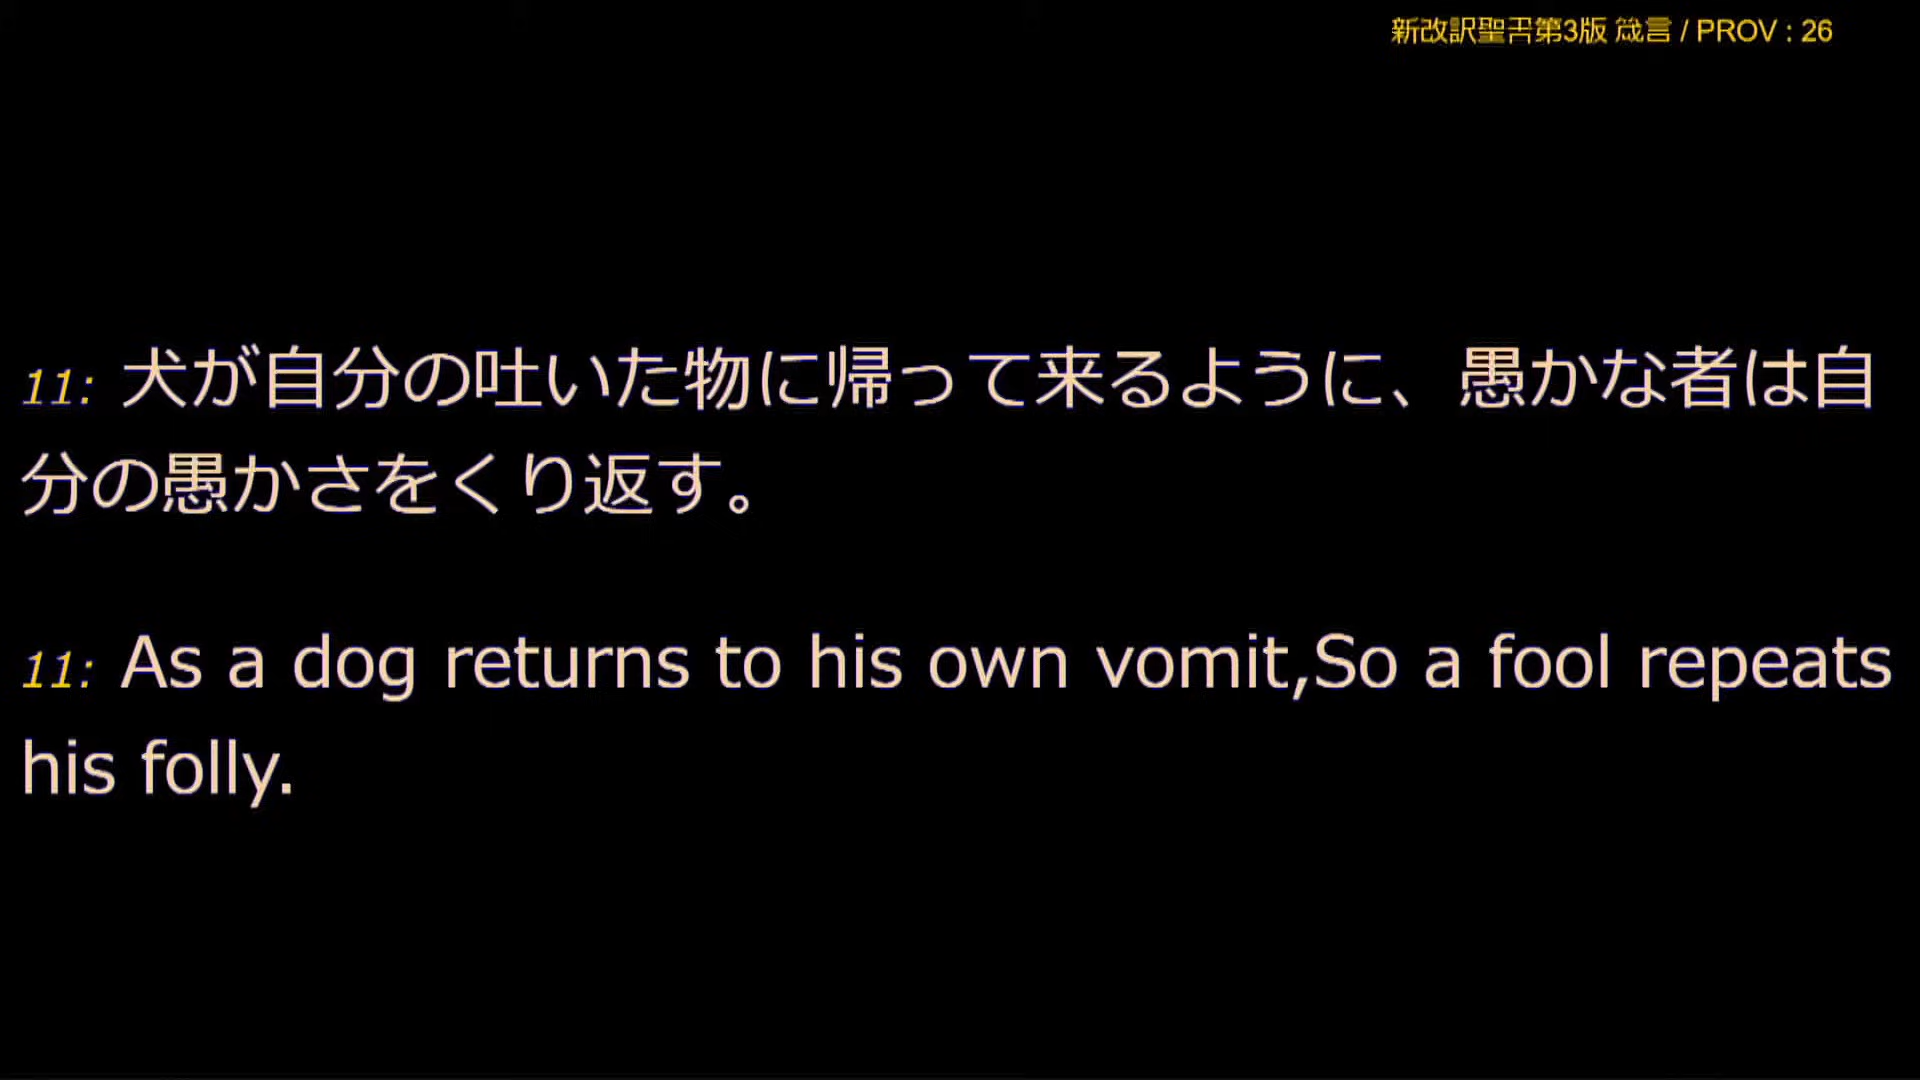 新改訳聖書第3版 箴言 / PROV : 26
11: 犬が自分の吐いた物に帰って来るように、愚かな者は自
分の愚かさをくり返す。
11: As a dog returns to his own vomit,So a fool repeats
his folly.